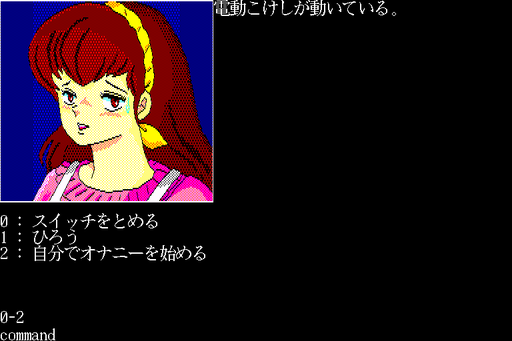 電動こけしが動いている。
0：スイッチをとめる
1：ひろう
2：自分でオナニーを始める
0-2
command